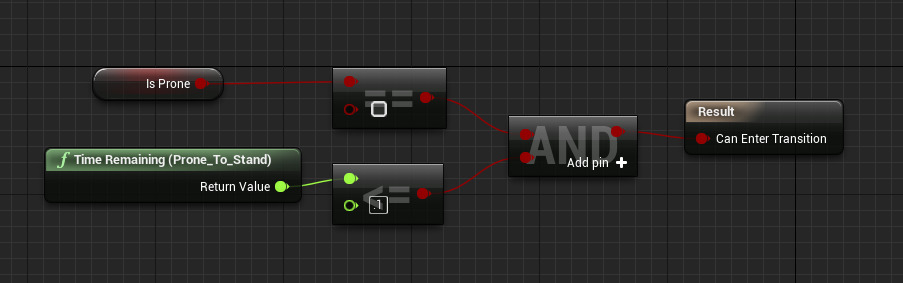 Is Prone
==
f Time Remaining (Prone_To_Stand)
Return Value
<=
.1
AND
Add pin +
Result
Can Enter Transition